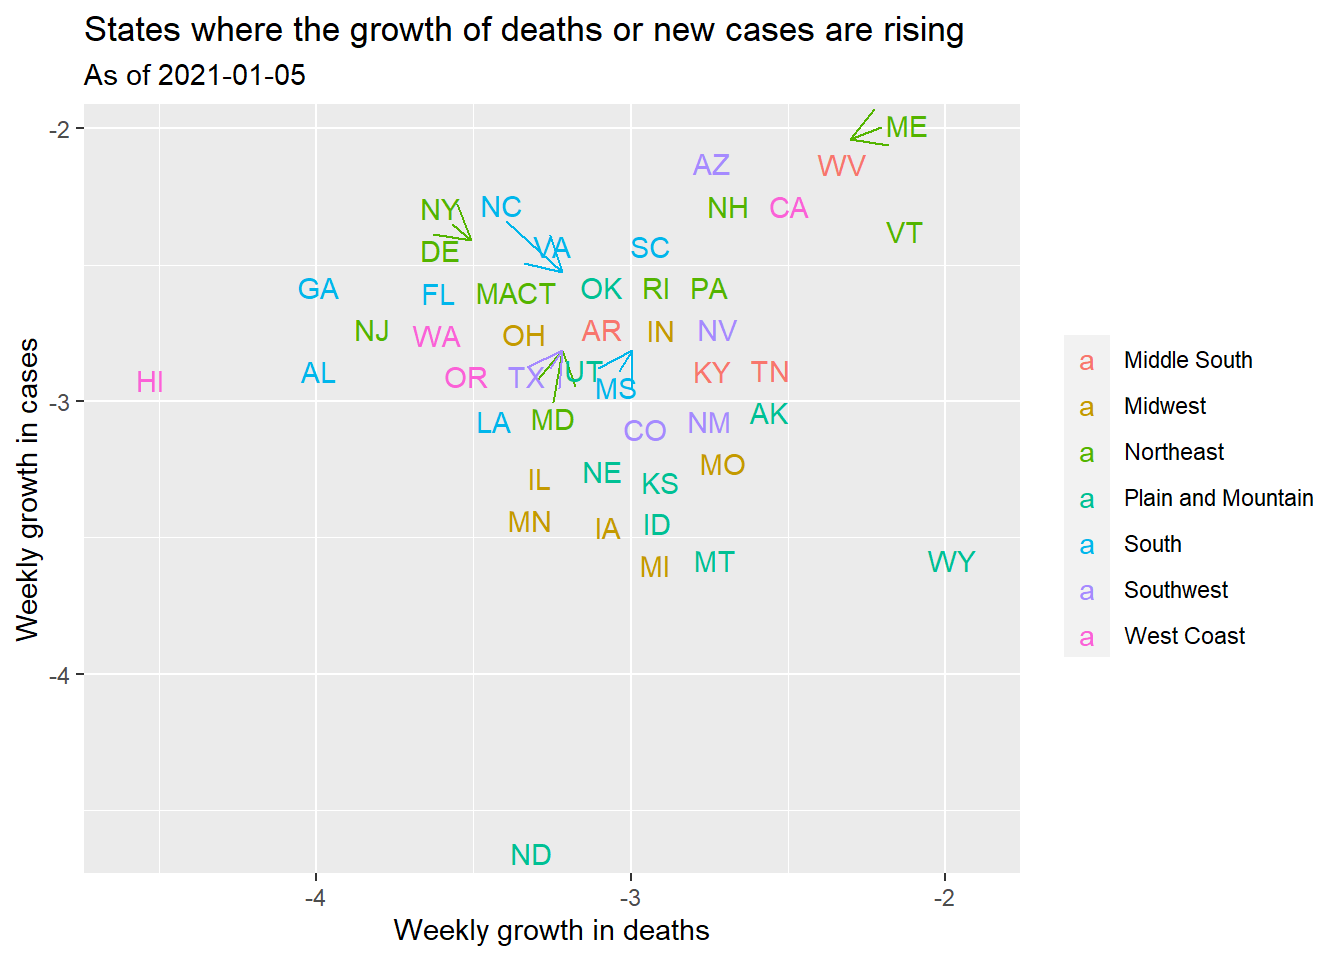 States where the growth of deaths or new cases are rising
As of 2021-01-05
-2
-3
-4
Weekly growth in cases
ME
AZ
WV
NY
NC
NH
CA
DE
VA
SC
VT
GA
FL
MACT
OK
RI
PA
NJ
WA
OH
AR
IN
NV
HI
AL
OR
TX
UT
MS
KY
TN
LA
MD
CO
NM
AK
IL
NE
KS
MO
MN
IA
ID
MI
MT
WY
ND
-4
-3
-2
Weekly growth in deaths
a Middle South
a Midwest
a Northeast
a Plain and Mountain
a South
a Southwest
a West Coast